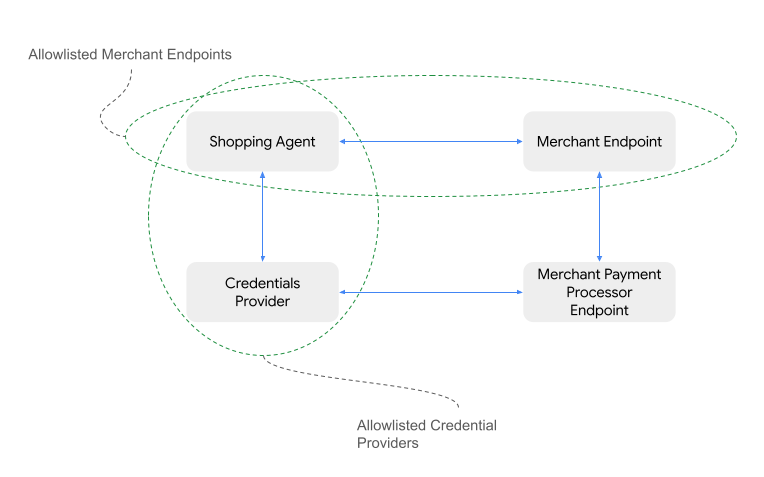 Allowlisted Merchant Endpoints
Shopping Agent
Merchant Endpoint
Credentials
Provider
Merchant Payment
Processor
Endpoint
Allowlisted Credential
Providers